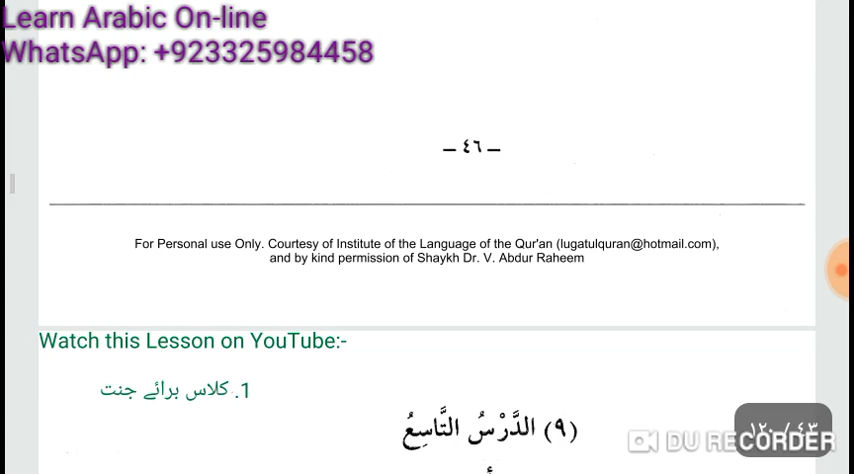 Learn Arabic On-line
WhatsApp: +923325984458
– ٤٦ –
For Personal use Only. Courtesy of Institute of the Language of the Qur'an (lugatulquran@hotmail.com),
and by kind permission of Shaykh Dr. V. Abdur Raheem
Watch this Lesson on YouTube:-
1. کلاس برائے جنت
(٩) الدَّرْسُ التَّاسِعُ
٤٣ / ١٢٠
DU RECORDER